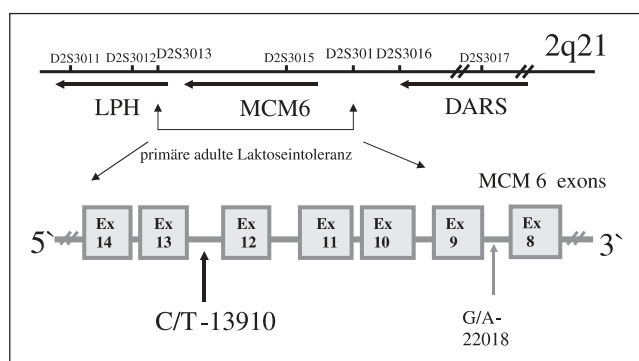 D2S3011 D2S3012 D2S3013 D2S3015 D2S301 D2S3016 D2S3017 2q21
LPH MCM6 DARS
primäre adulte Laktoseintoleranz
MCM 6 exons
5` Ex 14 Ex 13 Ex 12 Ex 11 Ex 10 Ex 9 Ex 8 3`
C/T -13910
G/A-
22018